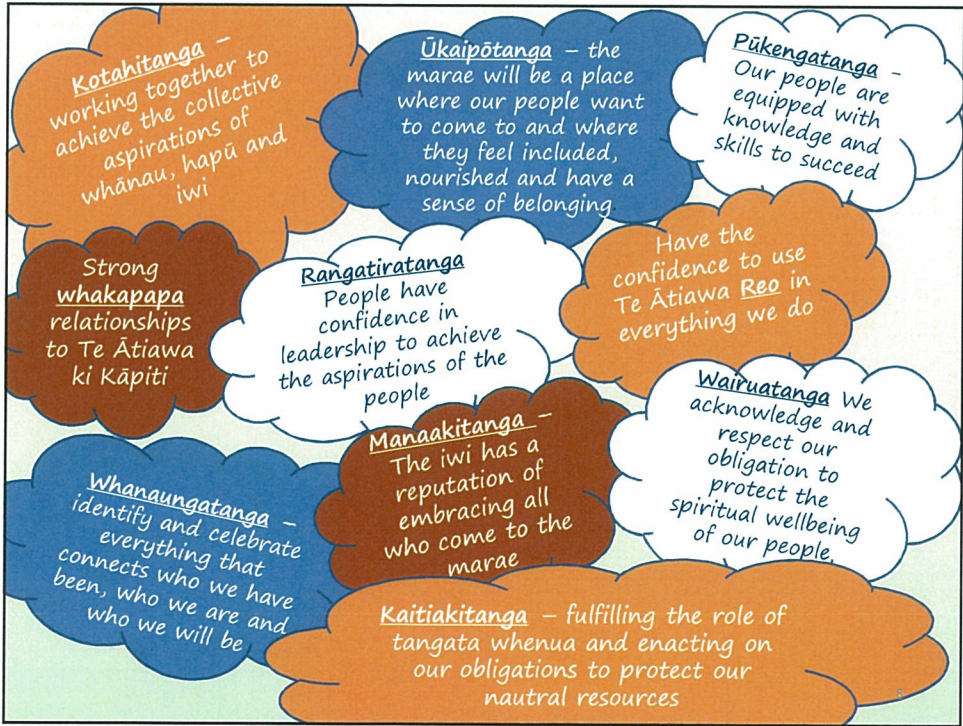 Kotahitanga –
working together to
achieve the collective
aspirations of
whānau, hapū and
iwi
Ūkaipōtanga – the
marae will be a place
where our people want
to come to and where
they feel included,
nourished and have a
sense of belonging.
Pūkengatanga -
Our people are
equipped with
knowledge and
skills to succeed
Strong
whakapapa
relationships
to Te Ātiawa
ki Kāpiti
Rangatiratanga
People have
confidence in
leadership to achieve
the aspirations of the
people
Have the
confidence to use
Te Ātiawa Reo in
everything we do
Whanaungatanga –
identify and celebrate
everything that
connects who we have
been, who we are and
who we will be
Manaakitanga –
The iwi has a
reputation of
embracing all
who come to the
marae
Wairuatanga We
acknowledge and
respect our
obligation to
protect the
spiritual wellbeing
of our people,
Kaitiakitanga – fulfilling the role of
tangata whenua and enacting on
our obligations to protect our
nautral resources